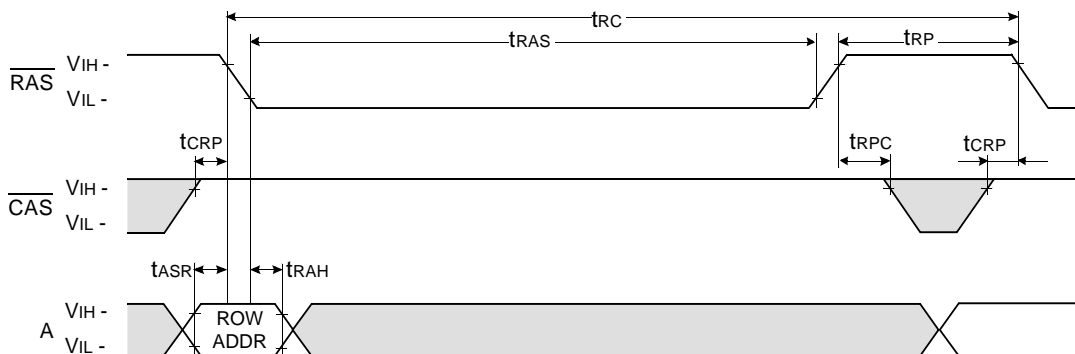 tRC
tRAS
tRP
RAS
VIH -
VIL -
tCRP
tRPC
tCRP
CAS
VIH -
VIL -
tASR
tRAH
A
VIH -
VIL -
ROW
ADDR